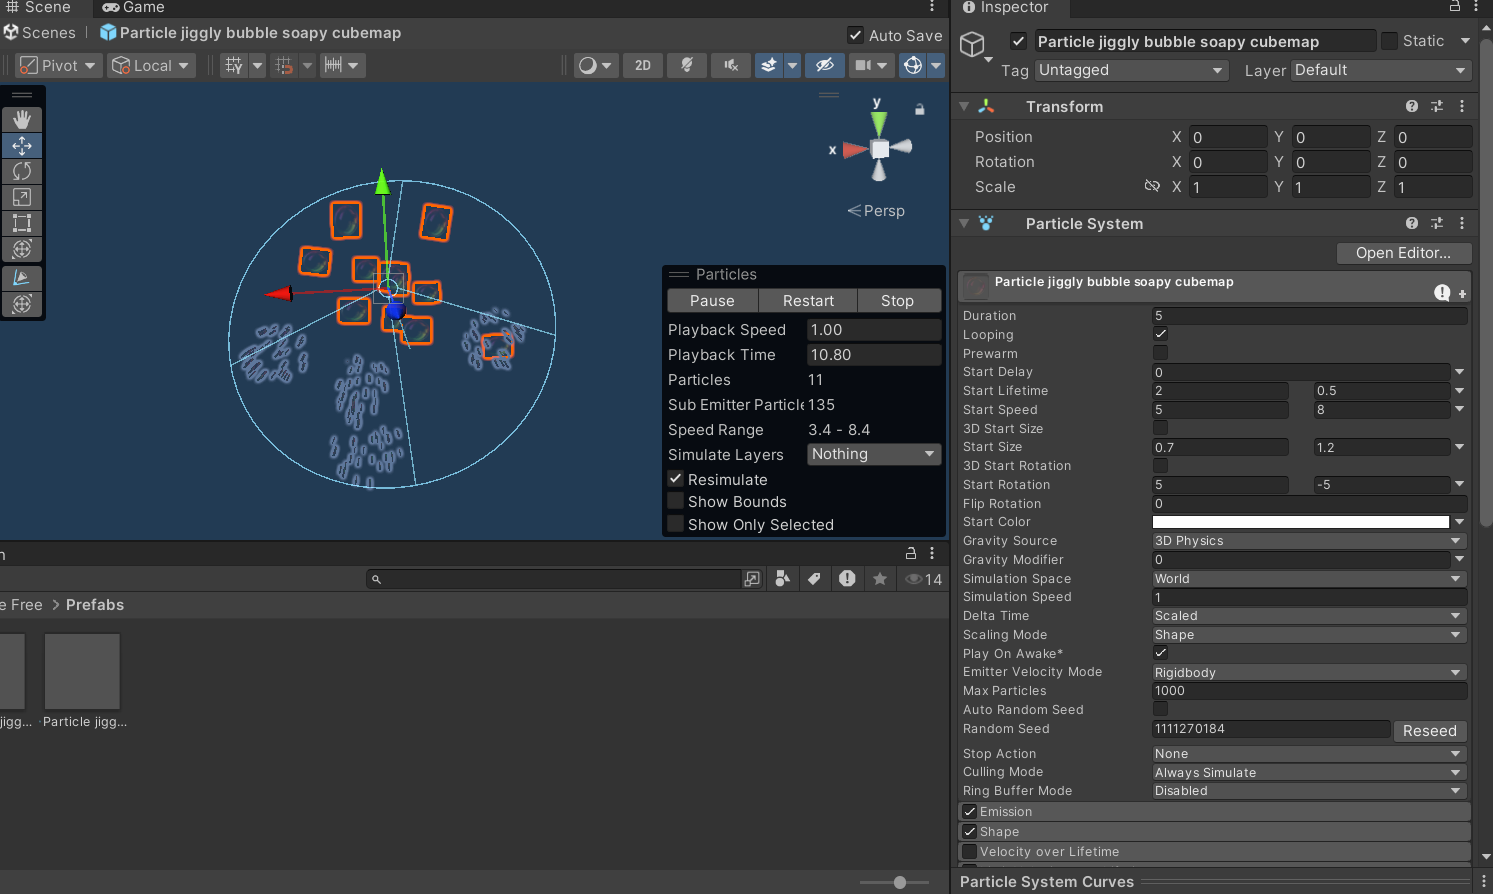 Scene
Game
Inspector
Scenes
Particle jiggly bubble soapy cubemap
Auto Save
Particle jiggly bubble soapy cubemap
Static
Tag
Untagged
Layer
Default
Pivot
Local
2D
Transform
Position
X 0 Y 0 Z 0
Rotation
X 0 Y 0 Z 0
Scale
X 1 Y 1 Z 1
y
x
Persp
Particle System
Open Editor...
Particle jiggly bubble soapy cubemap
Particles
Pause
Restart
Stop
Playback Speed 1.00
Playback Time 10.80
Particles 11
Sub Emitter Particle 135
Speed Range 3.4 - 8.4
Simulate Layers Nothing
Resimulate
Show Bounds
Show Only Selected
Duration 5
Looping
Prewarm
Start Delay 0
Start Lifetime 2 0.5
Start Speed 5 8
3D Start Size
Start Size 0.7 1.2
3D Start Rotation
Start Rotation 5 -5
Flip Rotation 0
Start Color
Gravity Source 3D Physics
Gravity Modifier 0
Simulation Space World
Simulation Speed 1
Delta Time Scaled
Scaling Mode Shape
Play On Awake*
Emitter Velocity Mode Rigidbody
Max Particles 1000
Auto Random Seed
Random Seed 1111270184 Reseed
Stop Action None
Culling Mode Always Simulate
Ring Buffer Mode Disabled
Emission
Shape
Velocity over Lifetime
Particle System Curves
n
14
e Free > Prefabs
jigg...
Particle jigg...